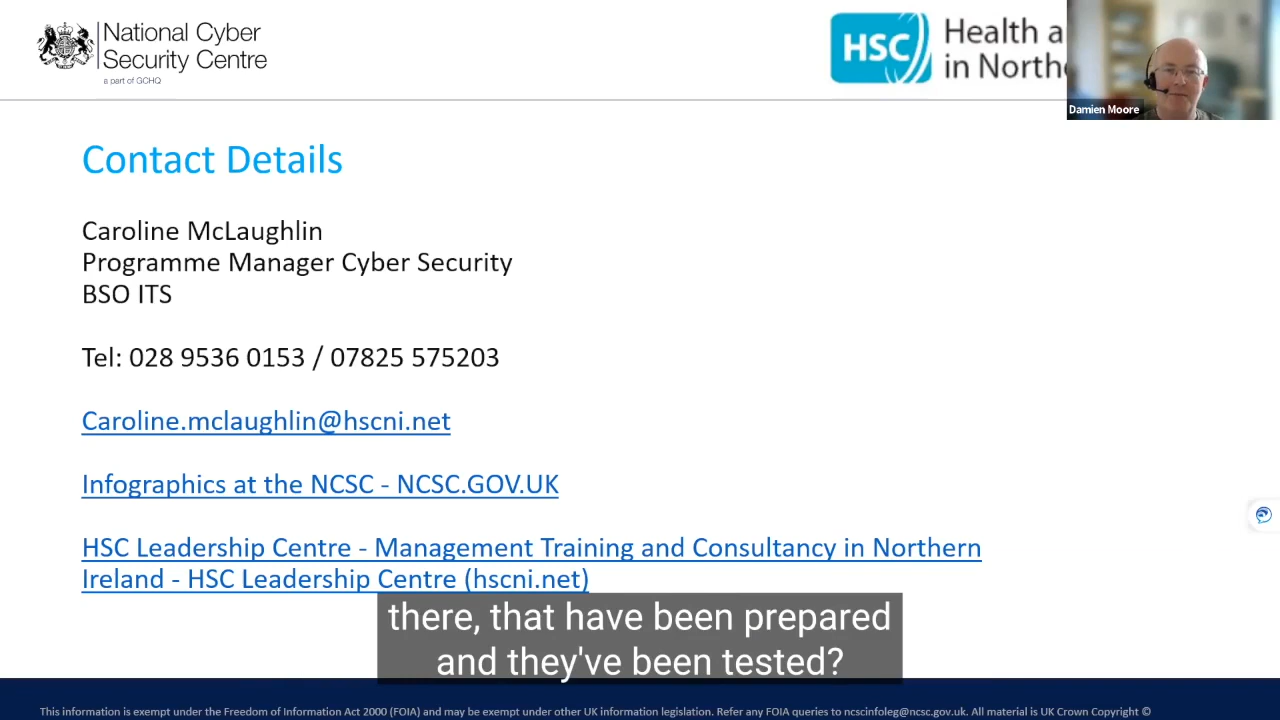 National Cyber
Security Centre
a part of GCHQ
HSC
Health a
in North
Damien Moore
Contact Details
Caroline McLaughlin
Programme Manager Cyber Security
BSO ITS
Tel: 028 9536 0153 / 07825 575203
Caroline.mclaughlin@hscni.net
Infographics at the NCSC - NCSC.GOV.UK
HSC Leadership Centre - Management Training and Consultancy in Northern
Ireland - HSC Leadership Centre (hscni.net)
there, that have been prepared
and they've been tested?
This information is exempt under the Freedom of Information Act 2000 (FOIA) and may be exempt under other UK information legislation. Refer any FOIA queries to ncscinfoleg@ncsc.gov.uk. All material is UK Crown Copyright ©